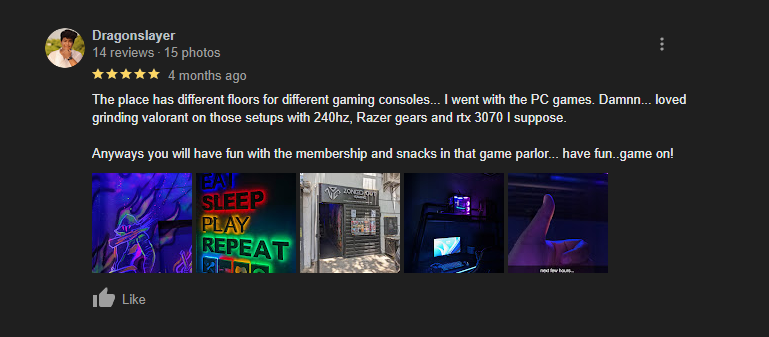 Dragonslayer
14 reviews · 15 photos
4 months ago
The place has different floors for different gaming consoles... I went with the PC games. Damnn... loved
grinding valorant on those setups with 240hz, Razer gears and rtx 3070 I suppose.
Anyways you will have fun with the membership and snacks in that game parlor... have fun..game on!
EAT
SLEEP
PLAY
REPEAT
next few hours...
Like